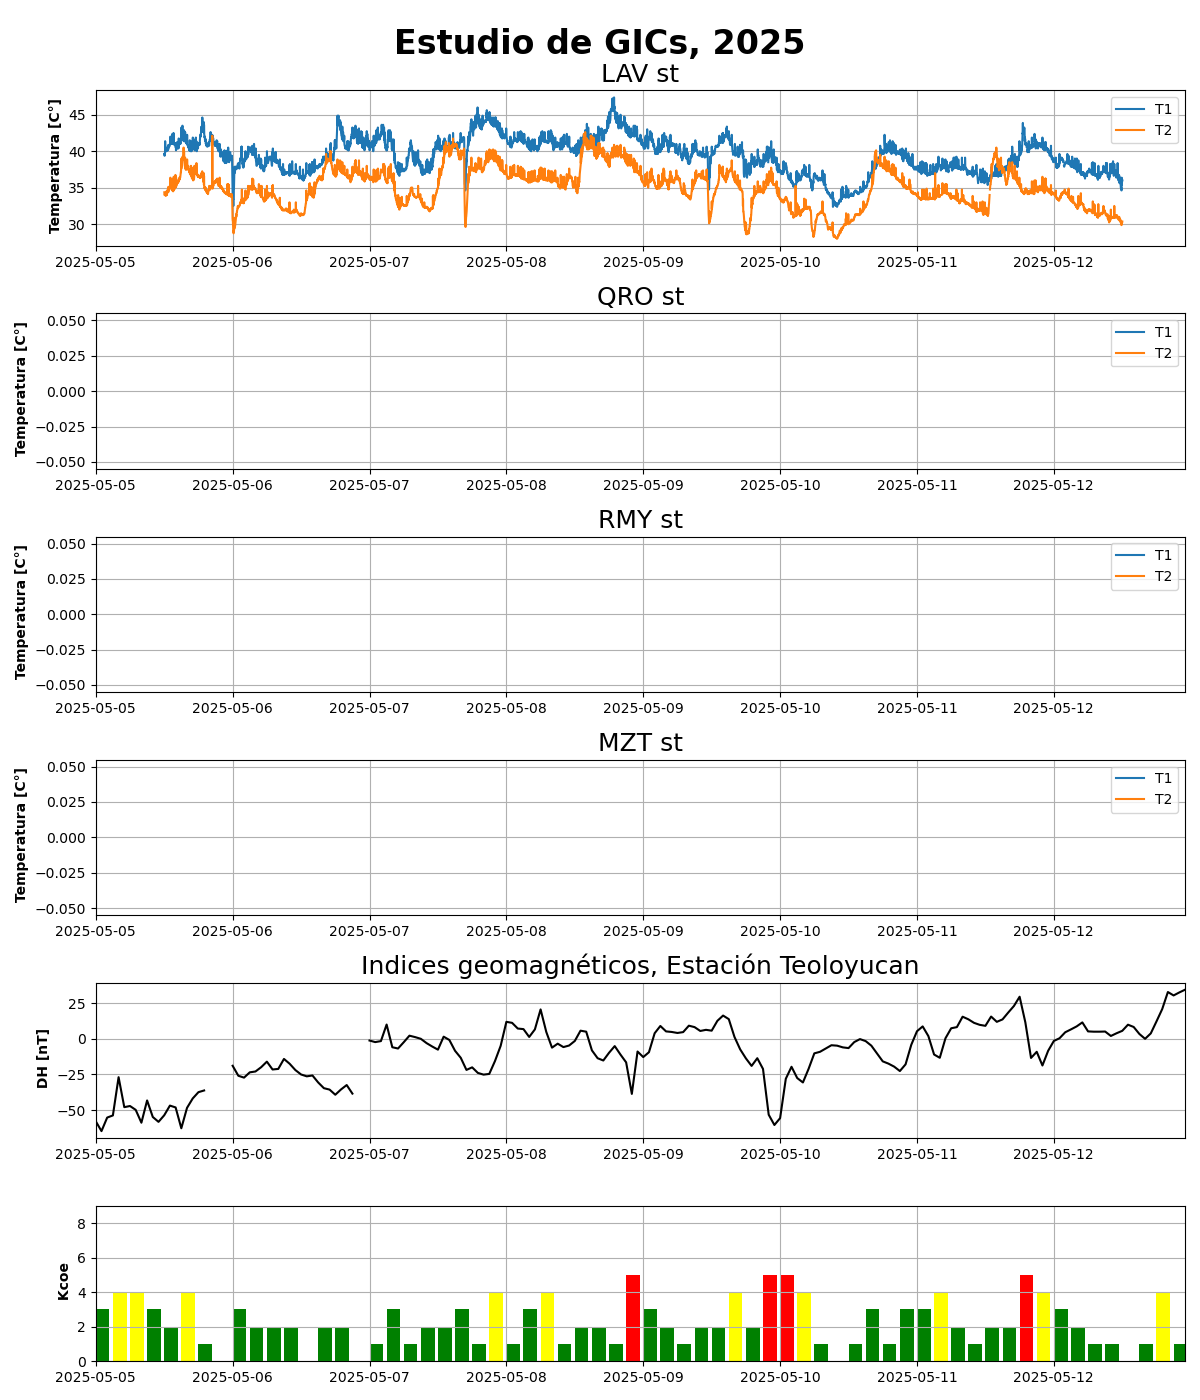 Estudio de GICs, 2025
LAV st
Temperatura [C°]
45
40
35
30
T1
T2
2025-05-05 2025-05-06 2025-05-07 2025-05-08 2025-05-09 2025-05-10 2025-05-11 2025-05-12
QRO st
Temperatura [C°]
0.050
0.025
0.000
−0.025
−0.050
T1
T2
2025-05-05 2025-05-06 2025-05-07 2025-05-08 2025-05-09 2025-05-10 2025-05-11 2025-05-12
RMY st
Temperatura [C°]
0.050
0.025
0.000
−0.025
−0.050
T1
T2
2025-05-05 2025-05-06 2025-05-07 2025-05-08 2025-05-09 2025-05-10 2025-05-11 2025-05-12
MZT st
Temperatura [C°]
0.050
0.025
0.000
−0.025
−0.050
T1
T2
2025-05-05 2025-05-06 2025-05-07 2025-05-08 2025-05-09 2025-05-10 2025-05-11 2025-05-12
Indices geomagnéticos, Estación Teoloyucan
DH [nT]
25
0
−25
−50
2025-05-05 2025-05-06 2025-05-07 2025-05-08 2025-05-09 2025-05-10 2025-05-11 2025-05-12
Kcoe
8
6
4
2
0
2025-05-05 2025-05-06 2025-05-07 2025-05-08 2025-05-09 2025-05-10 2025-05-11 2025-05-12